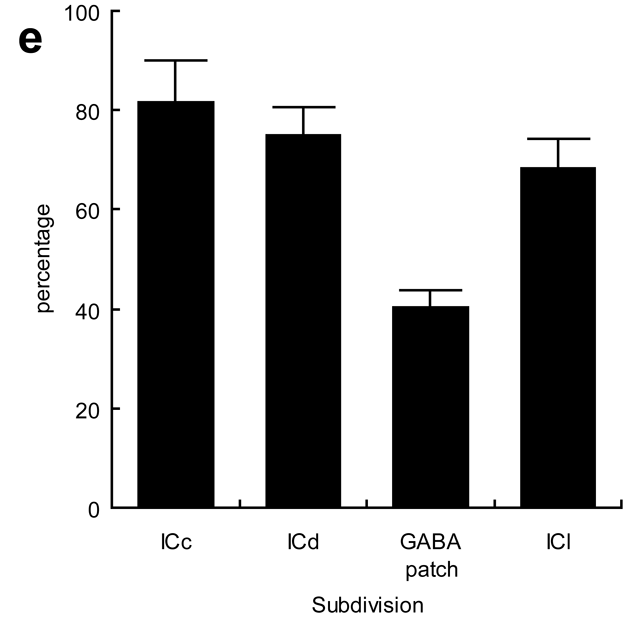 e
100
80
60
40
20
0
percentage
ICc
ICd
GABA
patch
ICl
Subdivision